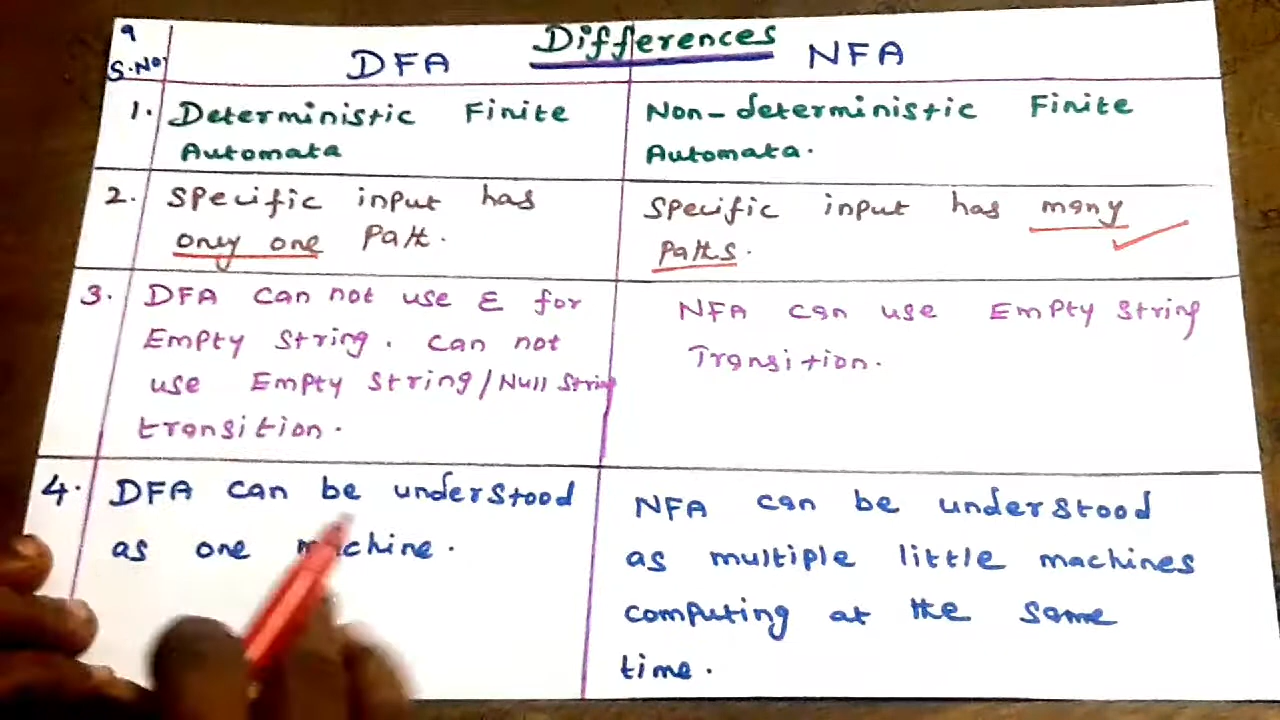 9
Differences
S.No DFA NFA
1. Deterministic Finite
Automata
Non-deterministic Finite
Automata.
2. Specific input has
only one Path.
Specific input has many
Paths.
3. DFA can not use ε for
Empty String. can not
use Empty String/Null String
transition.
NFA can use Empty String
Transition.
4. DFA can be understood
as one machine.
NFA can be understood
as multiple little machines
computing at the same
time.